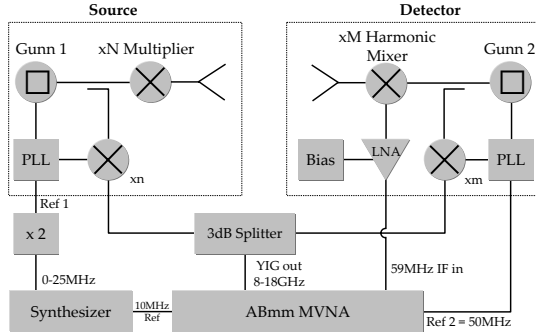 Source
Detector
Gunn 1
xN Multiplier
xM Harmonic
Mixer
Gunn 2
PLL
xn
Bias
LNA
xm
PLL
Ref 1
x 2
3dB Splitter
0-25MHz
YIG out
8-18GHz
59MHz IF in
Synthesizer
10MHz
Ref
ABmm MVNA
Ref 2 = 50MHz